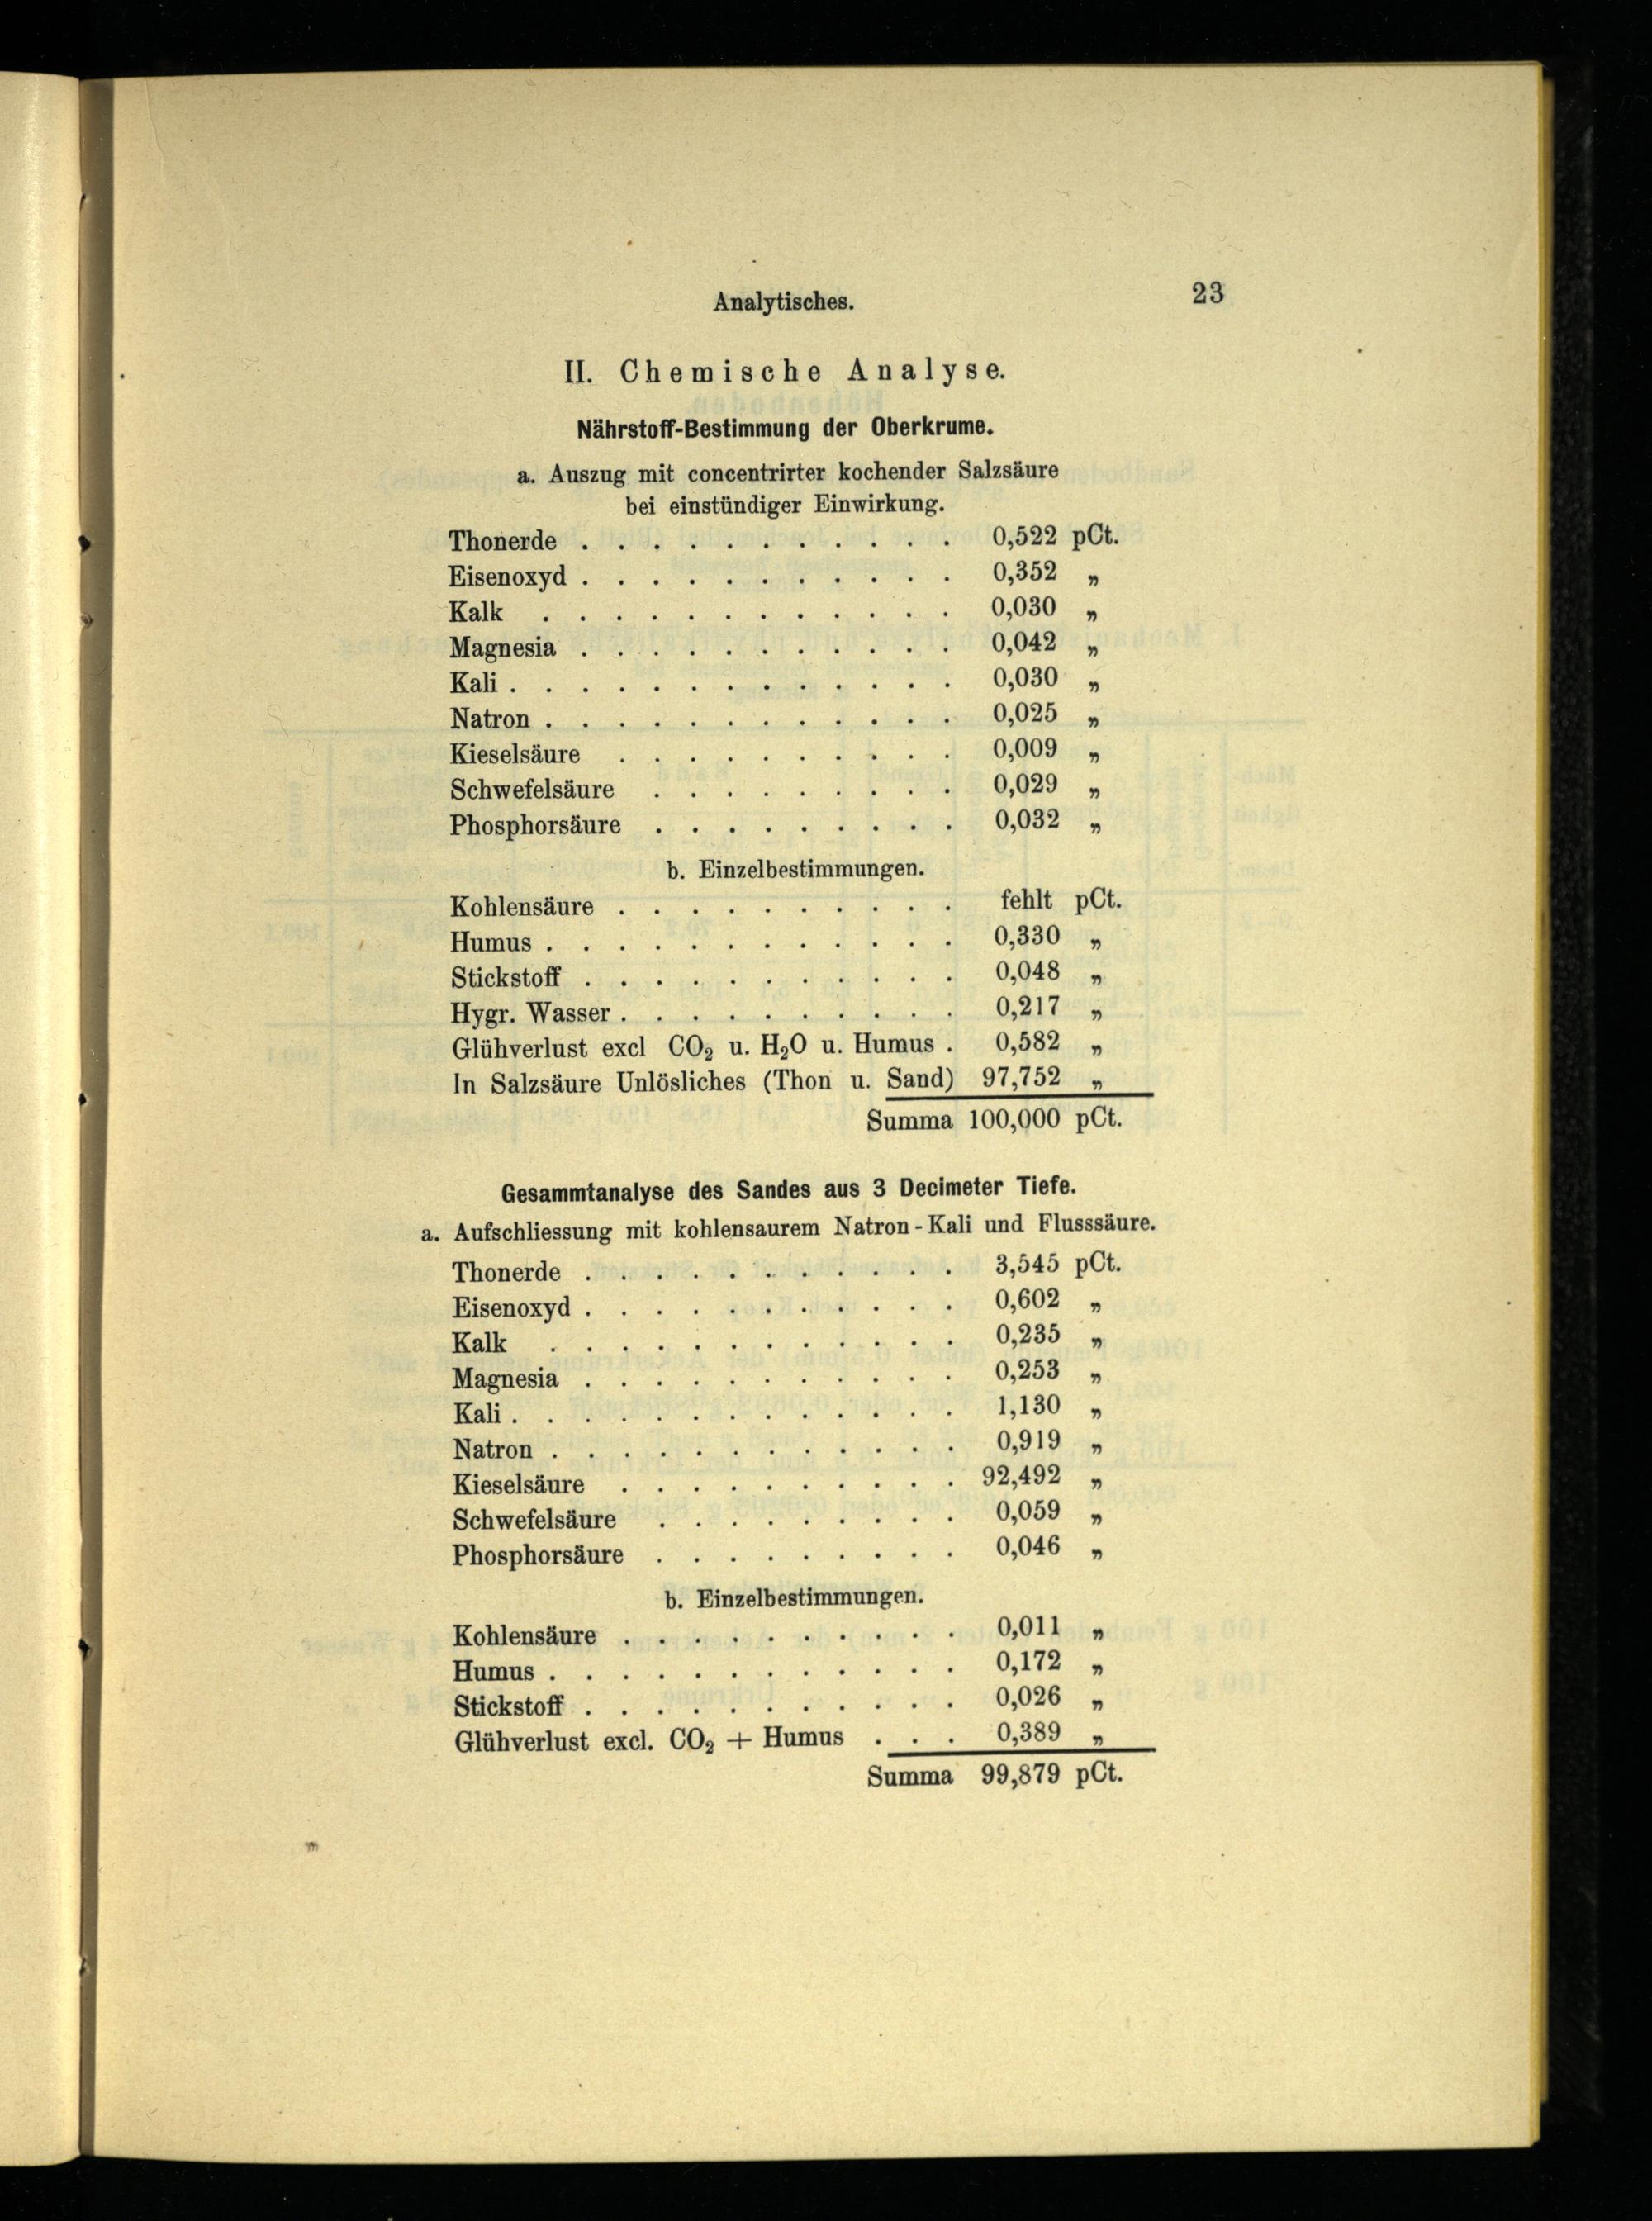 Analytisches. 23
II. Chemische Analyse.
Nährstoff-Bestimmung der Oberkrume.
a. Auszug mit concentrirter kochender Salzsäure
bei einstündiger Einwirkung.
Thonerde . . . . . . . . . . . 0,522 pCt.
Eisenoxyd . . . . . . . . . . . 0,352 „
Kalk . . . . . . . . . . . . 0,030 „
Magnesia . . . . . . . . . . . 0,042 „
Kali . . . . . . . . . . . . . 0,030 „
Natron . . . . . . . . . . . . 0,025 „
Kieselsäure . . . . . . . . . . 0,009 „
Schwefelsäure . . . . . . . . . 0,029 „
Phosphorsäure . . . . . . . . . 0,032 „
b. Einzelbestimmungen.
Kohlensäure . . . . . . . . . . fehlt pCt.
Humus . . . . . . . . . . . . 0,330 „
Stickstoff . . . . . . . . . . . 0,048 „
Hygr. Wasser . . . . . . . . . . 0,217 „
Glühverlust excl CO₂ u. H₂O u. Humus . 0,582 „
In Salzsäure Unlösliches (Thon u. Sand) 97,752 „
Summa 100,000 pCt.
Gesammtanalyse des Sandes aus 3 Decimeter Tiefe.
a. Aufschliessung mit kohlensaurem Natron-Kali und Flusssäure.
Thonerde . . . . . . . . . . . 3,545 pCt.
Eisenoxyd . . . . . . . . . . . 0,602 „
Kalk . . . . . . . . . . . . 0,235 „
Magnesia . . . . . . . . . . . 0,253 „
Kali . . . . . . . . . . . . . 1,130 „
Natron . . . . . . . . . . . . 0,919 „
Kieselsäure . . . . . . . . . . 92,492 „
Schwefelsäure . . . . . . . . . 0,059 „
Phosphorsäure . . . . . . . . . 0,046 „
b. Einzelbestimmungen.
Kohlensäure . . . . . . . . . . 0,011 „
Humus . . . . . . . . . . . . 0,172 „
Stickstoff . . . . . . . . . . . 0,026 „
Glühverlust excl. CO₂ + Humus . . . 0,389 „
Summa 99,879 pCt.